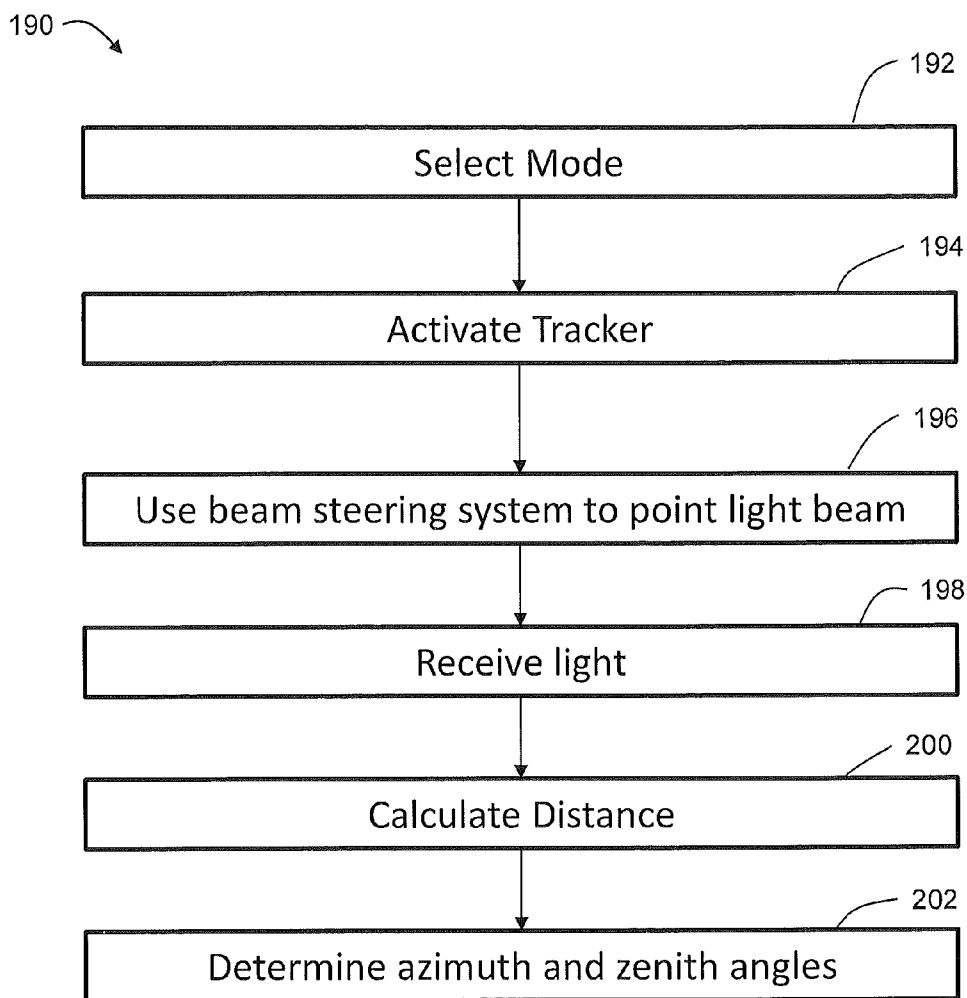 190
192
Select Mode
194
Activate Tracker
196
Use beam steering system to point light beam
198
Receive light
200
Calculate Distance
202
Determine azimuth and zenith angles